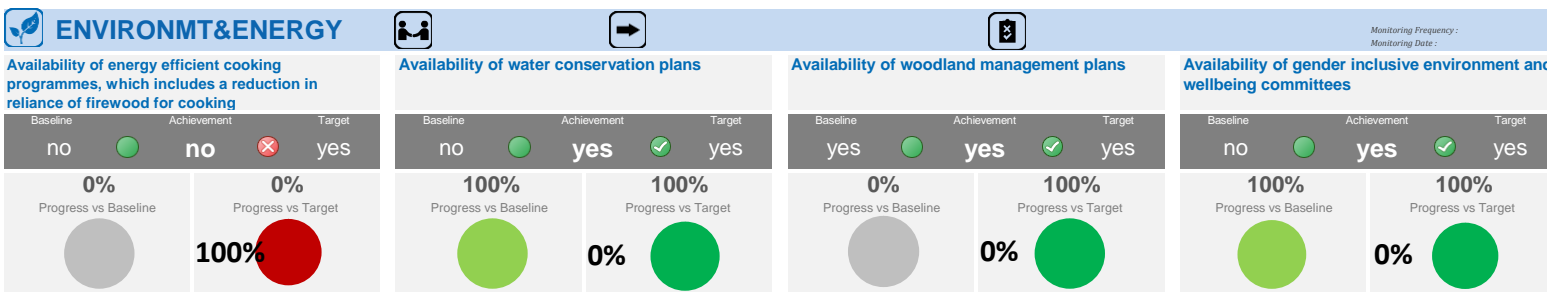 ENVIRONMT&ENERGY
Monitoring Frequency :
Monitoring Date :
Availability of energy efficient cooking
programmes, which includes a reduction in
reliance of firewood for cooking
Baseline Achievement Target
no no yes
0% 0%
Progress vs Baseline Progress vs Target
100%
Availability of water conservation plans
Baseline Achievement Target
no yes yes
100% 100%
Progress vs Baseline Progress vs Target
0%
Availability of woodland management plans
Baseline Achievement Target
yes yes yes
0% 100%
Progress vs Baseline Progress vs Target
0%
Availability of gender inclusive environment and
wellbeing committees
Baseline Achievement Target
no yes yes
100% 100%
Progress vs Baseline Progress vs Target
0%